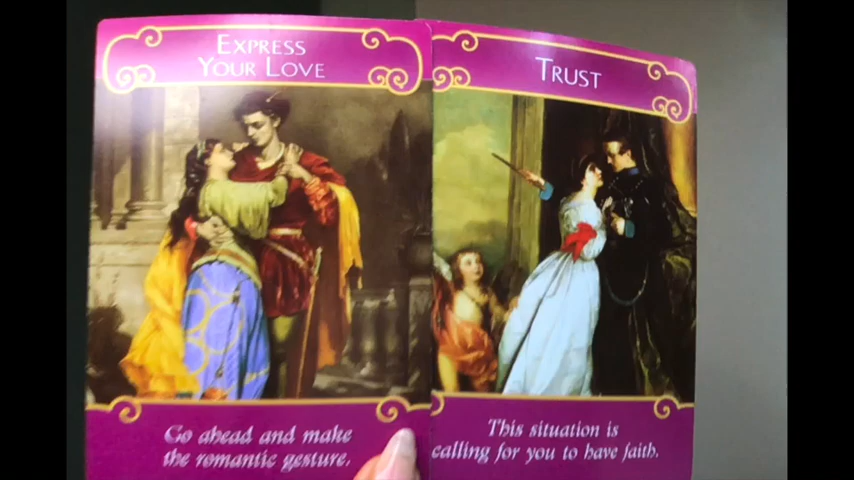 EXPRESS
YOUR LOVE
Go ahead and make
the romantic gesture.
TRUST
This situation is
calling for you to have faith.